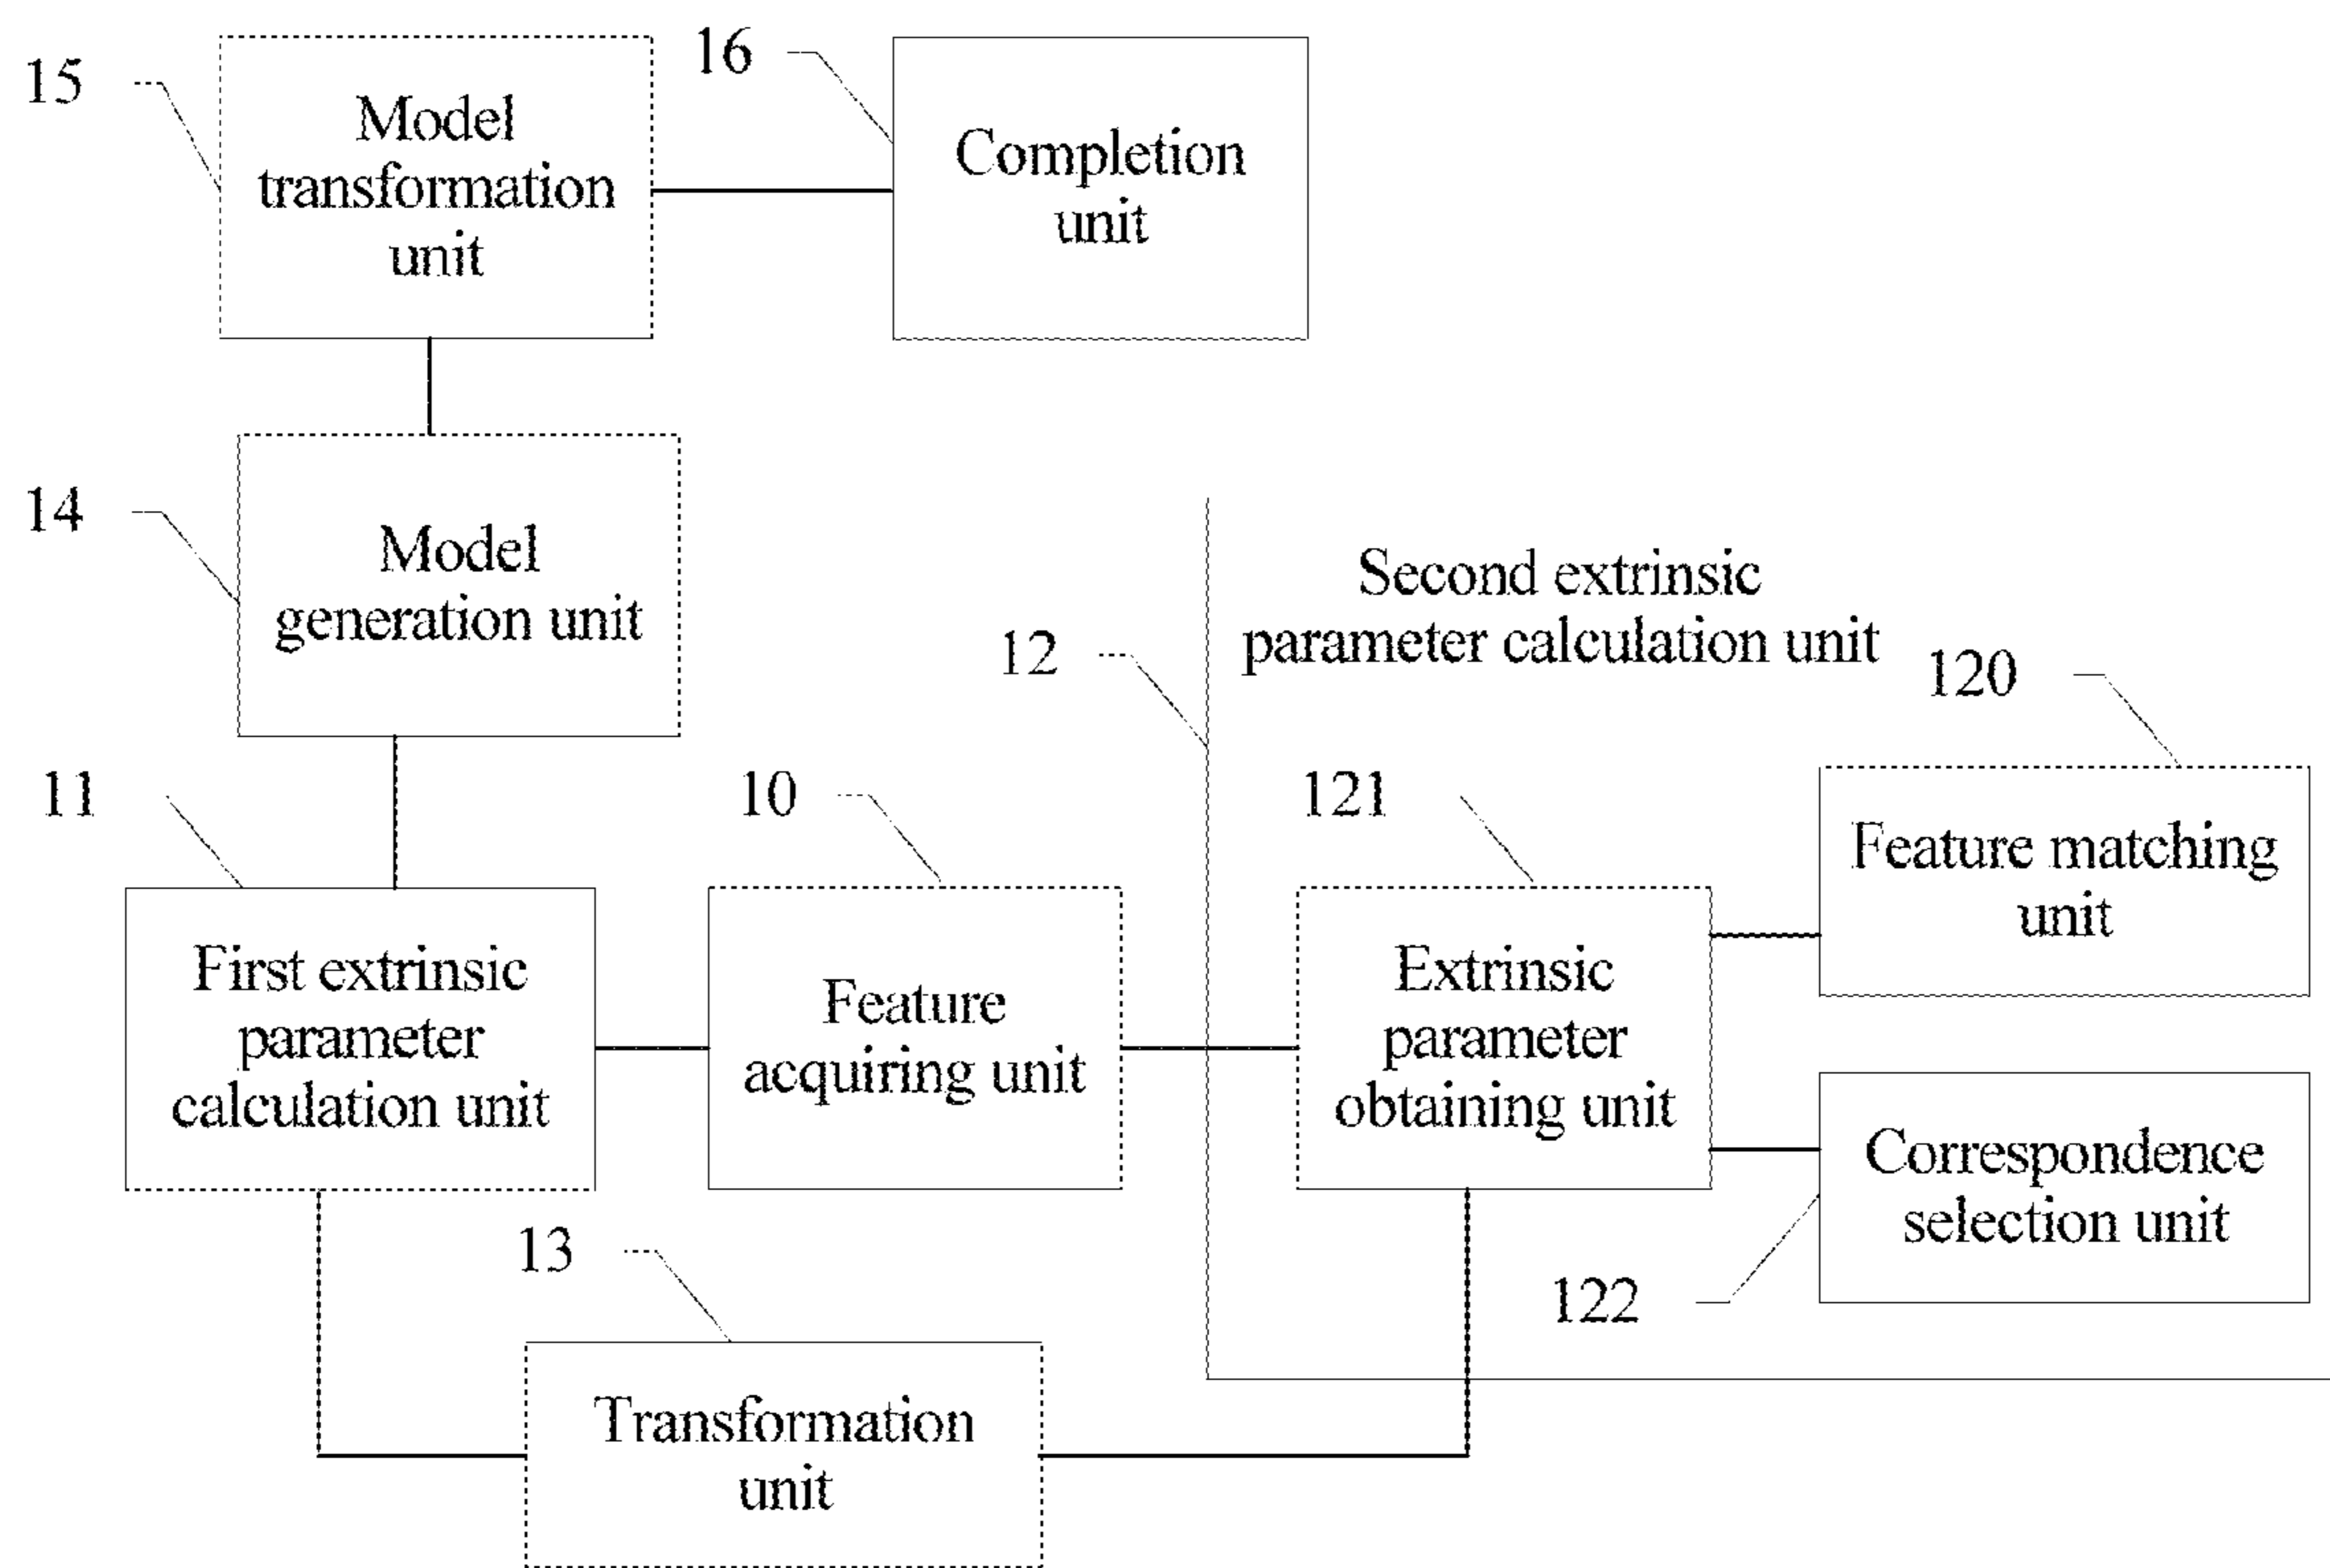 15
Model
transformation
unit
16
Completion
unit
14
Model
generation unit
12
Second extrinsic
parameter calculation unit
120
Feature matching
unit
11
First extrinsic
parameter
calculation unit
10
Feature
acquiring unit
121
Extrinsic
parameter
obtaining unit
Correspondence
selection unit
122
13
Transformation
unit